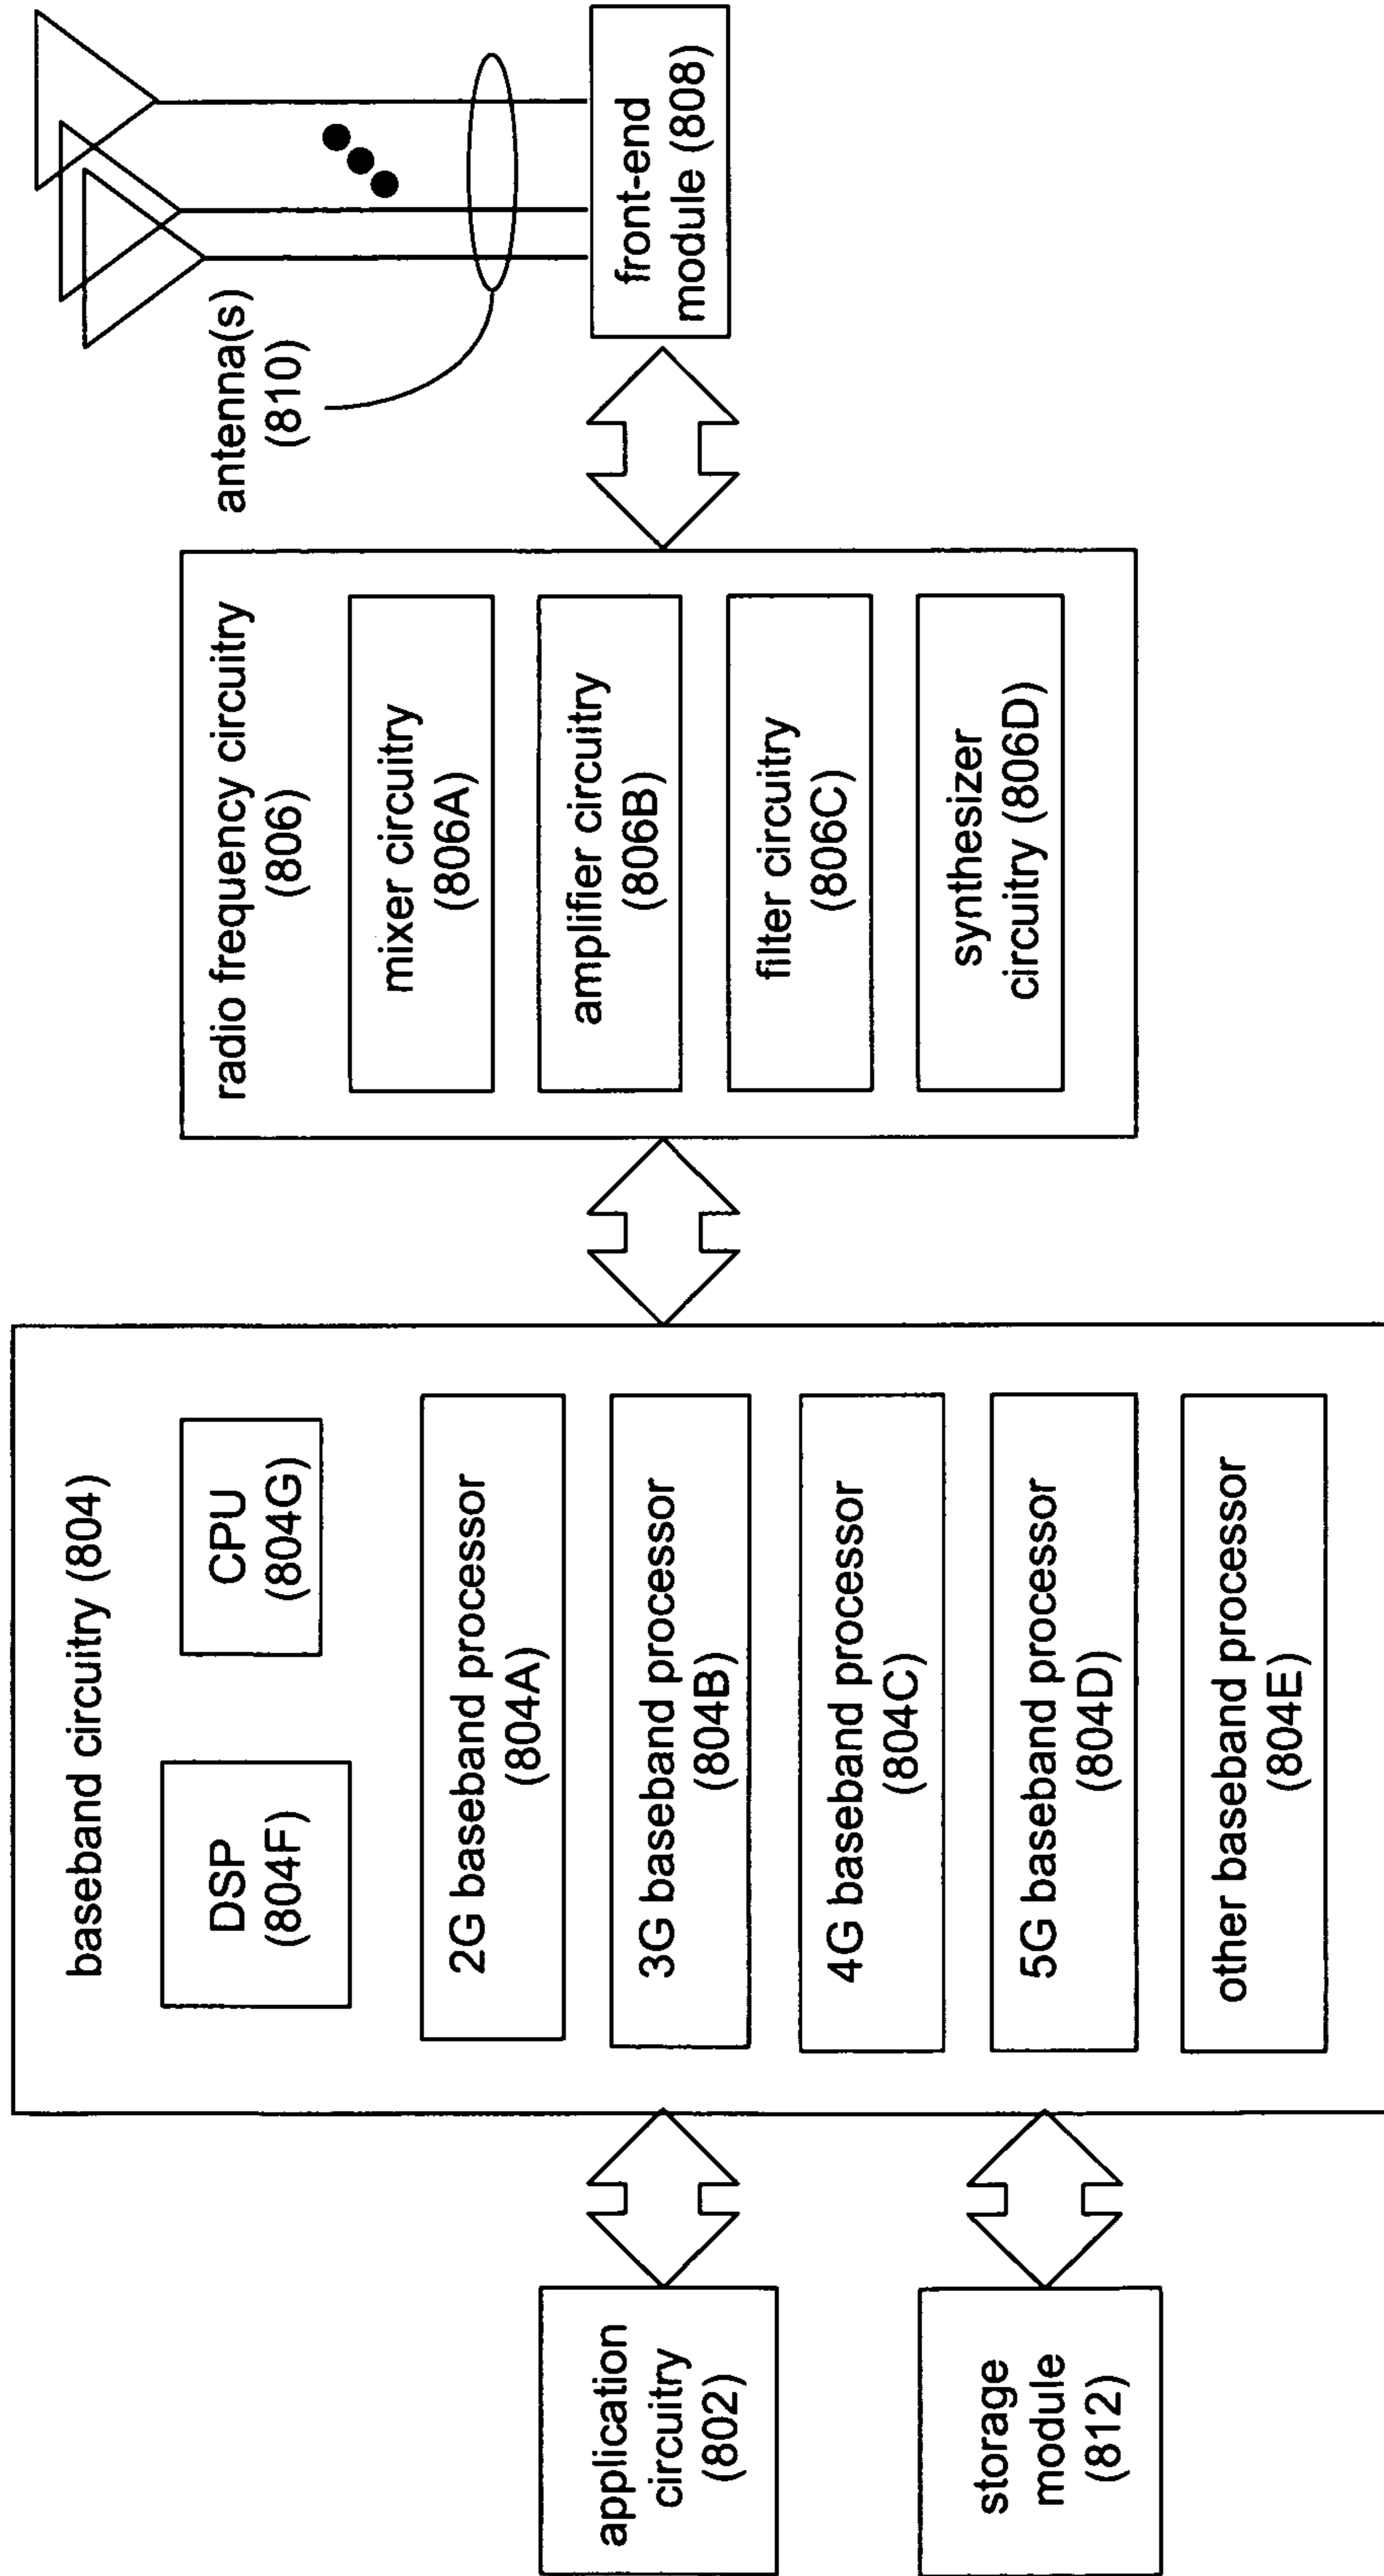 application
circuitry
(802)
storage
module
(812)
baseband circuitry (804)
DSP
(804F)
CPU
(804G)
2G baseband processor
(804A)
3G baseband processor
(804B)
4G baseband processor
(804C)
5G baseband processor
(804D)
other baseband processor
(804E)
radio frequency circuitry
(806)
mixer circuitry
(806A)
amplifier circuitry
(806B)
filter circuitry
(806C)
synthesizer
circuitry (806D)
antenna(s)
(810)
front-end
module (808)